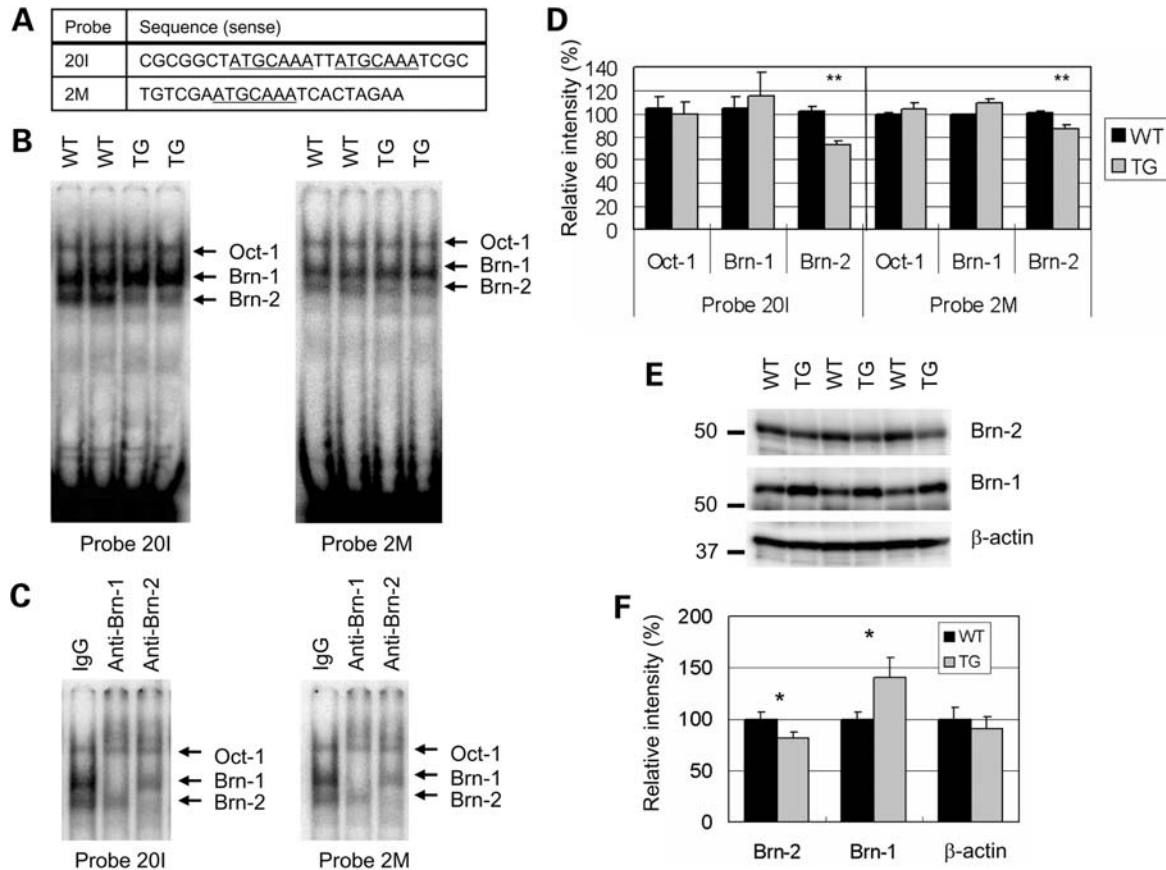 A
Probe Sequence (sense)
20I CGCGGCTATGCAAATTATGCAAATCGC
2M TGTCGAATGCAAATCACTAGAA
B
WT WT TG TG
Oct-1
Brn-1
Brn-2
Probe 20I
WT WT TG TG
Oct-1
Brn-1
Brn-2
Probe 2M
C
IgG Anti-Brn-1 Anti-Brn-2
Oct-1
Brn-1
Brn-2
Probe 20I
IgG Anti-Brn-1 Anti-Brn-2
Oct-1
Brn-1
Brn-2
Probe 2M
D
Relative intensity (%)
140
120
100
80
60
40
20
0
** **
WT
TG
Oct-1 Brn-1 Brn-2 Oct-1 Brn-1 Brn-2
Probe 20I Probe 2M
E
WT TG WT TG WT TG
50 Brn-2
Brn-1
50
β-actin
37
F
Relative intensity (%)
200
150
100
50
0
* *
WT
TG
Brn-2 Brn-1 β-actin